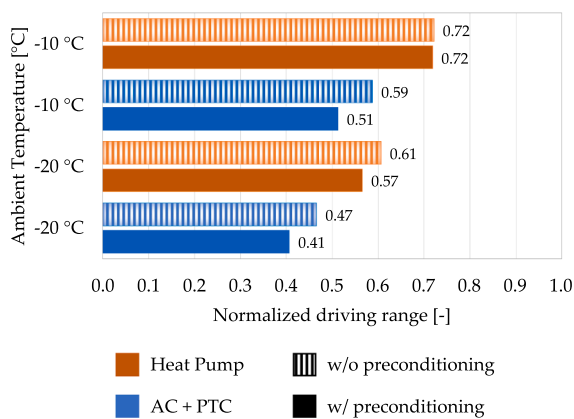 Ambient Temperature [°C]
-10 °C
0.72
0.72
-10 °C
0.59
0.51
-20 °C
0.61
0.57
-20 °C
0.47
0.41
0.0 0.1 0.2 0.3 0.4 0.5 0.6 0.7 0.8 0.9 1.0
Normalized driving range [-]
Heat Pump
w/o preconditioning
AC + PTC
w/ preconditioning